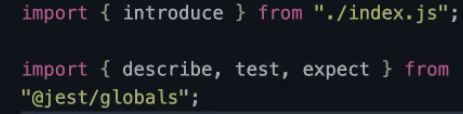 import { introduce } from "./index.js";
import { describe, test, expect } from
"@jest/globals";